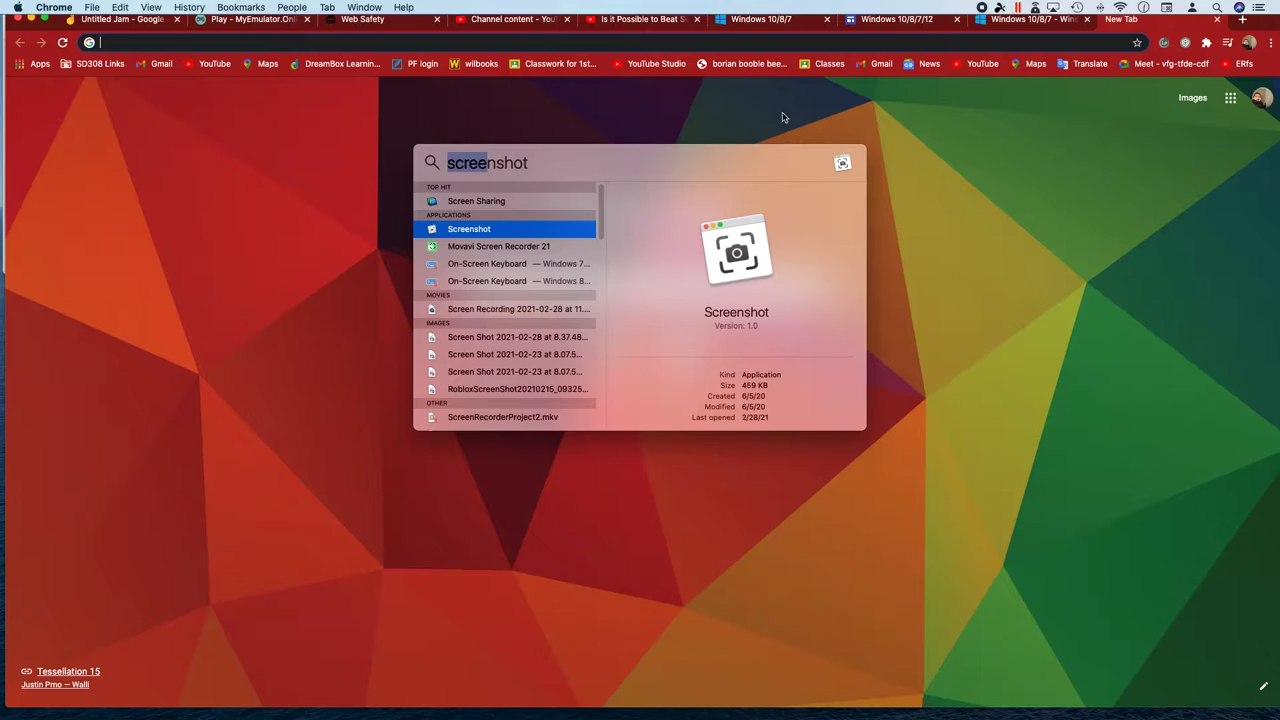 Chrome File Edit View History Bookmarks People Tab Window Help
Untitled Jam - Google
Play - MyEmulator.Onli
Web Safety
Channel content - YouT
Is it Possible to Beat S
Windows 10/8/7
Windows 10/8/7/12
Windows 10/8/7 - Wind
New Tab
Apps SD308 Links Gmail YouTube Maps DreamBox Learnin... PF login wilbooks Classwork for 1st... YouTube Studio borian booble bee... Classes Gmail News YouTube Maps Translate Meet - vfg-tfde-cdf ERfs
Images
screenshot
TOP HIT
Screen Sharing
APPLICATIONS
Screenshot
Movavi Screen Recorder 21
On-Screen Keyboard — Windows 7...
On-Screen Keyboard — Windows 8...
MOVIES
Screen Recording 2021-02-28 at 11....
IMAGES
Screen Shot 2021-02-28 at 8.37.48...
Screen Shot 2021-02-23 at 8.07.5...
Screen Shot 2021-02-23 at 8.07.5...
RobloxScreenShot20210215_09325...
OTHER
ScreenRecorderProject2.mkv
Screenshot
Version: 1.0
Kind Application
Size 459 KB
Created 6/5/20
Modified 6/5/20
Last opened 2/28/21
Tessellation 15
Justin Prno — Walli